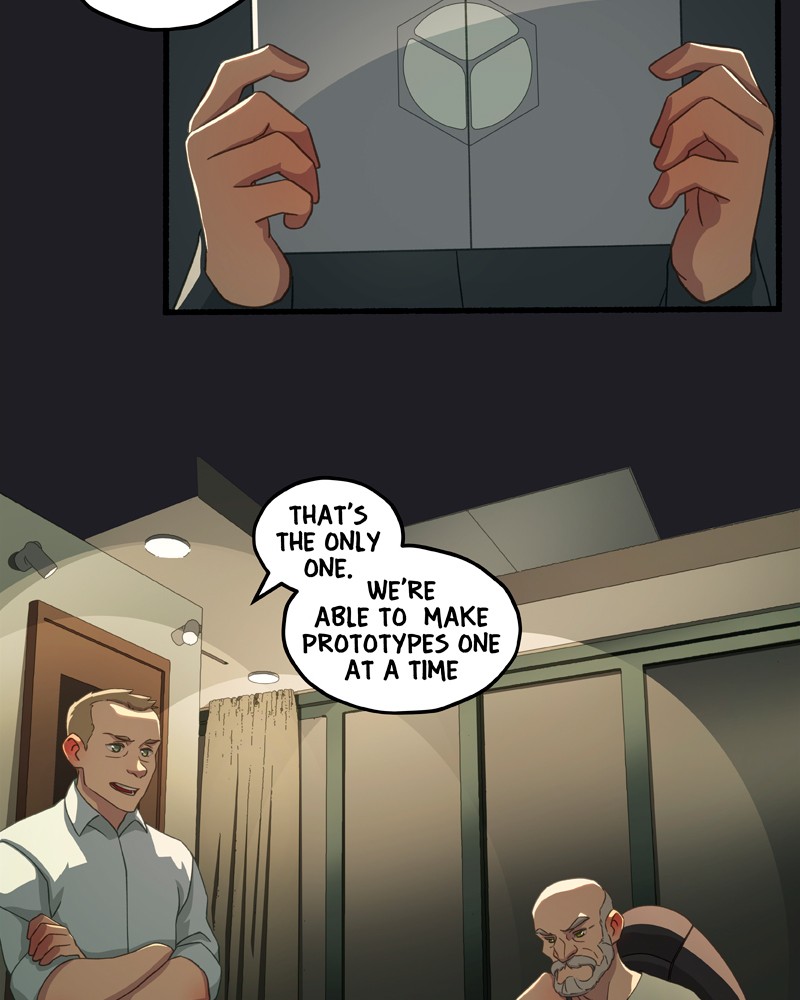 THAT'S
THE ONLY
ONE.
WE'RE
ABLE TO MAKE
PROTOTYPES ONE
AT A TIME